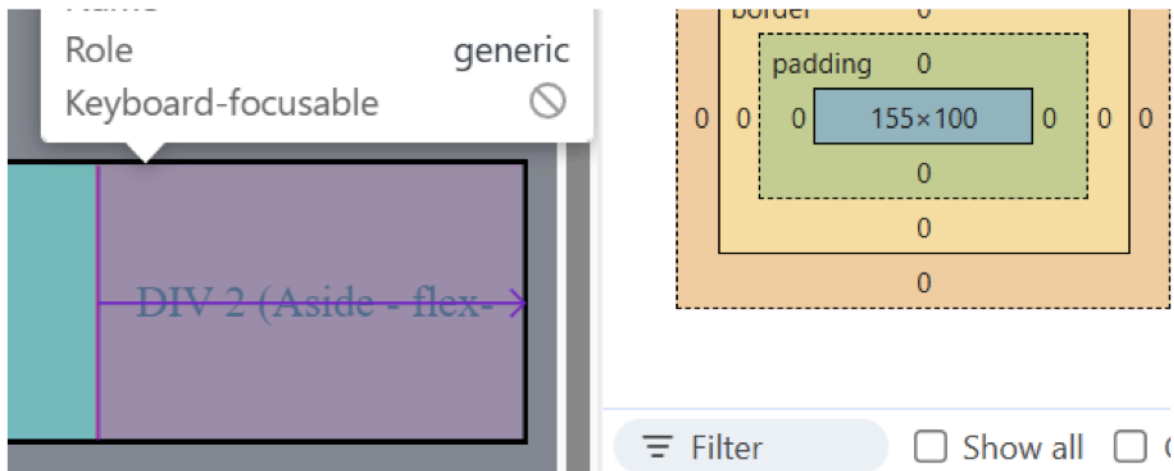 Role generic
Keyboard-focusable
DIV 2 (Aside - flex-
border 0
padding 0
0 0 0 155×100 0 0 0
0
0
0
Filter Show all